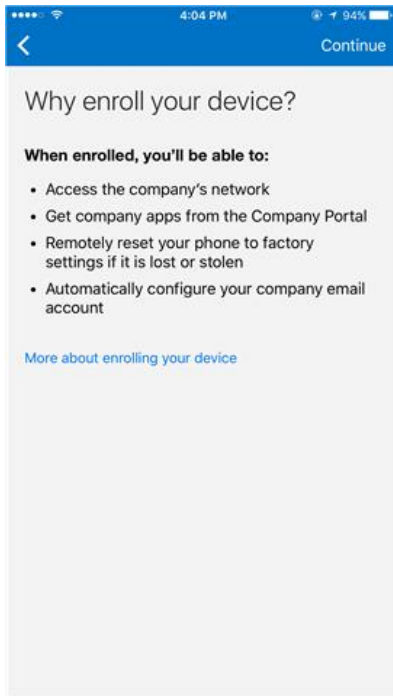 4:04 PM
94%
Continue
Why enroll your device?
When enrolled, you'll be able to:
• Access the company's network
• Get company apps from the Company Portal
• Remotely reset your phone to factory
settings if it is lost or stolen
• Automatically configure your company email
account
More about enrolling your device